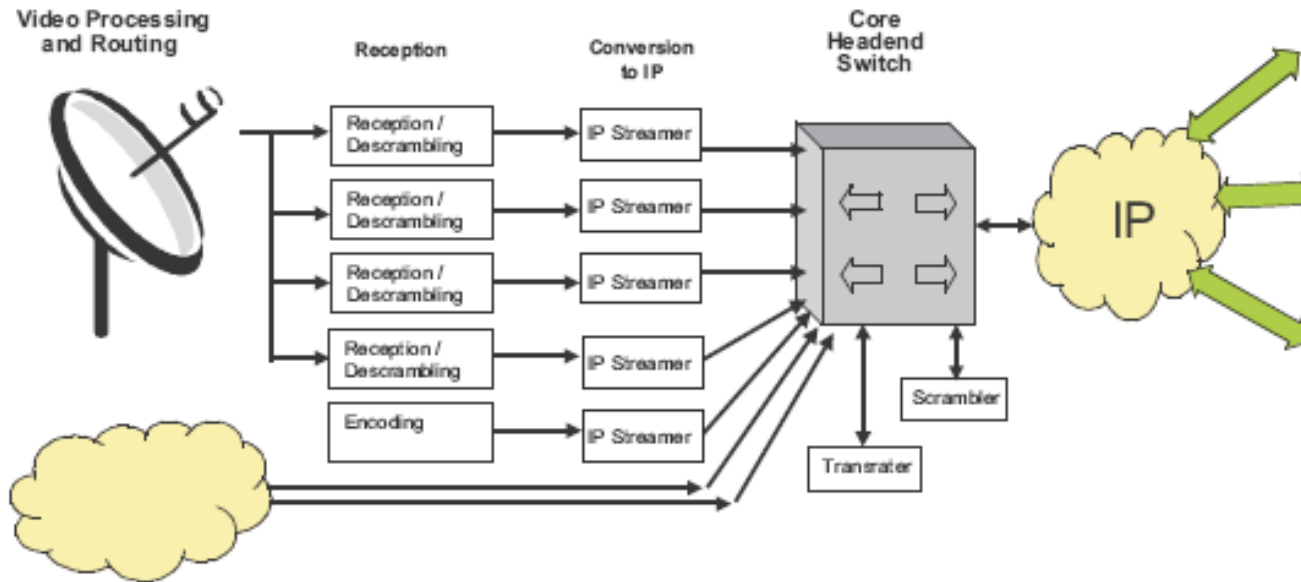 Video Processing
and Routing
Reception
Conversion
to IP
Core
Headend
Switch
Reception /
Descrambling
IP Streamer
Reception /
Descrambling
IP Streamer
Reception /
Descrambling
IP Streamer
Reception /
Descrambling
IP Streamer
Encoding
IP Streamer
IP
Scrambler
Transrater